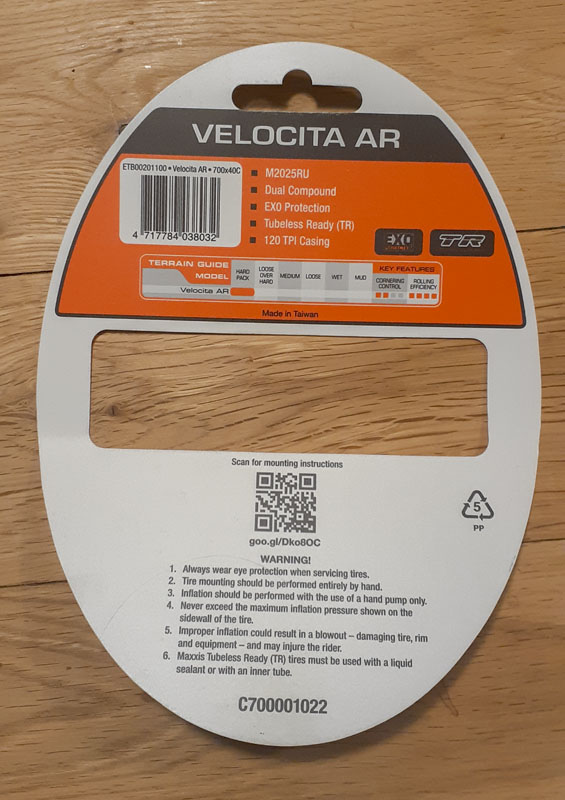 VELOCITA AR
ETB00201100 • Velocita AR • 700x40C
4 717784 038032
M2025RU
Dual Compound
EXO Protection
Tubeless Ready (TR)
120 TPI Casing
EXO
TR
TERRAIN GUIDE
MODEL
HARD PACK
LOOSE OVER HARD
MEDIUM
LOOSE
WET
MUD
KEY FEATURES
CORNERING CONTROL
ROLLING EFFICIENCY
Velocita AR
Made in Taiwan
Scan for mounting instructions
goo.gl/Dko8OC
5
PP
WARNING!
1. Always wear eye protection when servicing tires.
2. Tire mounting should be performed entirely by hand.
3. Inflation should be performed with the use of a hand pump only.
4. Never exceed the maximum inflation pressure shown on the
sidewall of the tire.
5. Improper inflation could result in a blowout – damaging tire, rim
and equipment – and may injure the rider.
6. Maxxis Tubeless Ready (TR) tires must be used with a liquid
sealant or with an inner tube.
C700001022